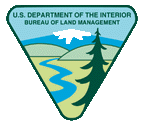 U.S. DEPARTMENT OF THE INTERIOR
BUREAU OF LAND MANAGEMENT